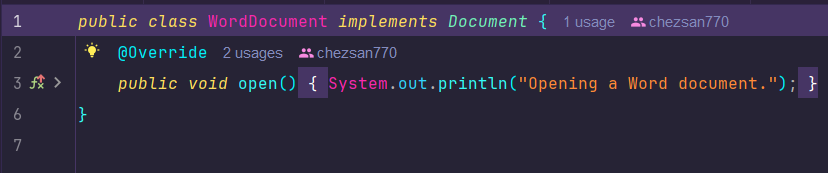 1 public class WordDocument implements Document { 1 usage chezsan770
2 @Override 2 usages chezsan770
3 public void open() { System.out.println("Opening a Word document."); }
6 }
7